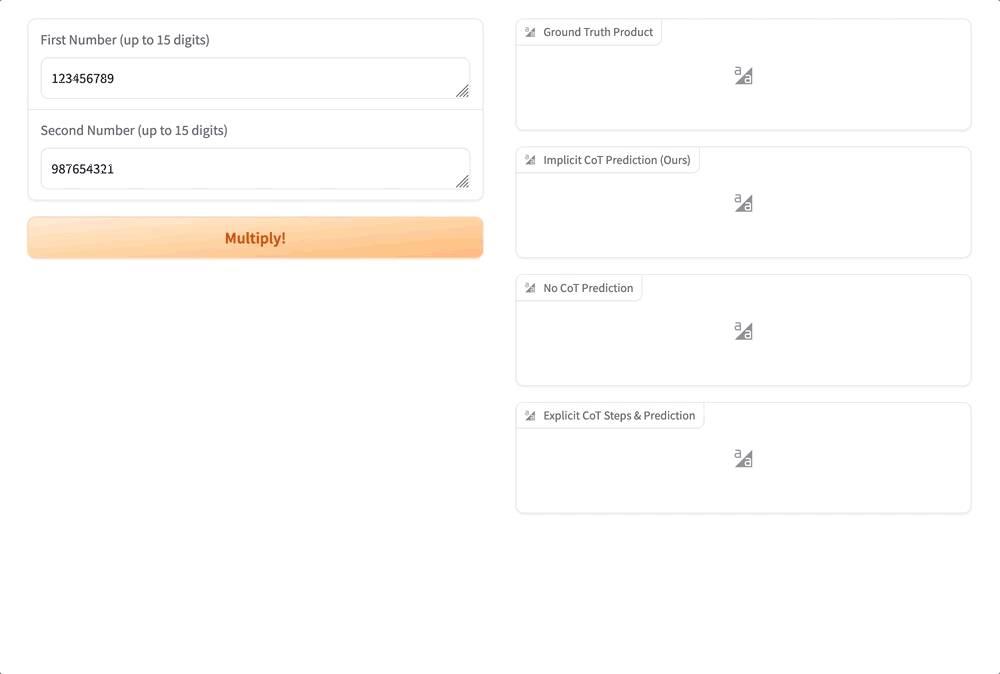 First Number (up to 15 digits)
123456789
Second Number (up to 15 digits)
987654321
Multiply!
Ground Truth Product
Implicit CoT Prediction (Ours)
No CoT Prediction
Explicit CoT Steps & Prediction